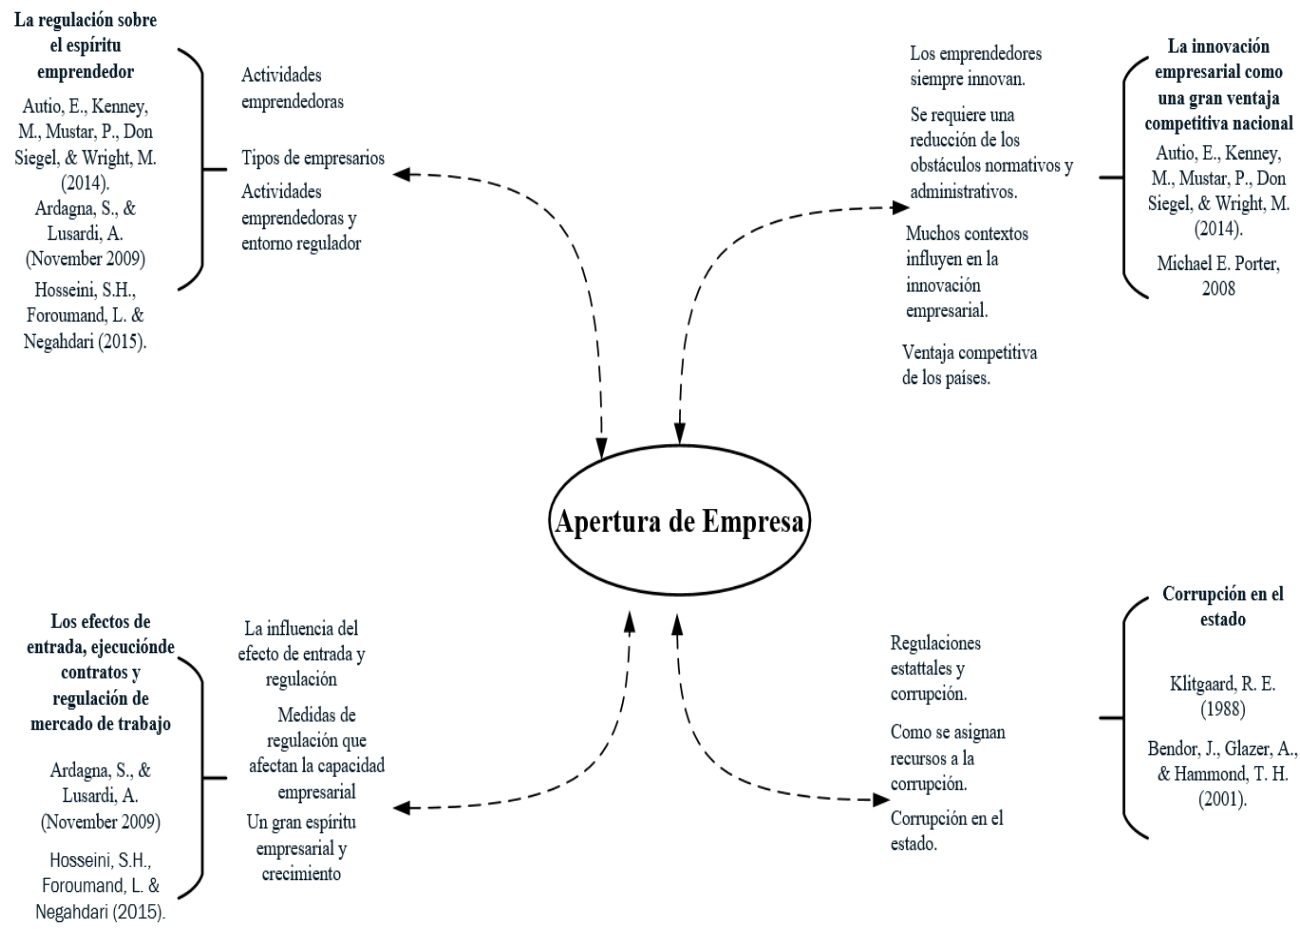 La regulación sobre
el espíritu
emprendedor
Autio, E., Kenney,
M., Mustar, P., Don
Siegel, & Wright, M.
(2014).
Ardagna, S., &
Lusardi, A.
(November 2009)
Hosseini, S.H.,
Foroumand, L. &
Negahdari (2015).
Actividades
emprendedoras
Tipos de empresarios
Actividades
emprendedoras y
entorno regulador
Los emprendedores
siempre innovan.
Se requiere una
reducción de los
obstáculos normativos y
administrativos.
Muchos contextos
influyen en la
innovación
empresarial.
Ventaja competitiva
de los países.
La innovación
empresarial como
una gran ventaja
competitiva nacional
Autio, E., Kenney,
M., Mustar, P., Don
Siegel, & Wright, M.
(2014).
Michael E. Porter,
2008
Apertura de Empresa
Los efectos de
entrada, ejecuciónde
contratos y
regulación de
mercado de trabajo
Ardagna, S., &
Lusardi, A.
(November 2009)
Hosseini, S.H.,
Foroumand, L. &
Negahdari (2015).
La influencia del
efecto de entrada y
regulación
Medidas de
regulación que
afectan la capacidad
empresarial
Un gran espíritu
empresarial y
crecimiento
Regulaciones
estattales y
corrupción.
Como se asignan
recursos a la
corrupción.
Corrupción en el
estado.
Corrupción en el
estado
Klitgaard, R. E.
(1988)
Bendor, J., Glazer, A.,
& Hammond, T. H.
(2001).